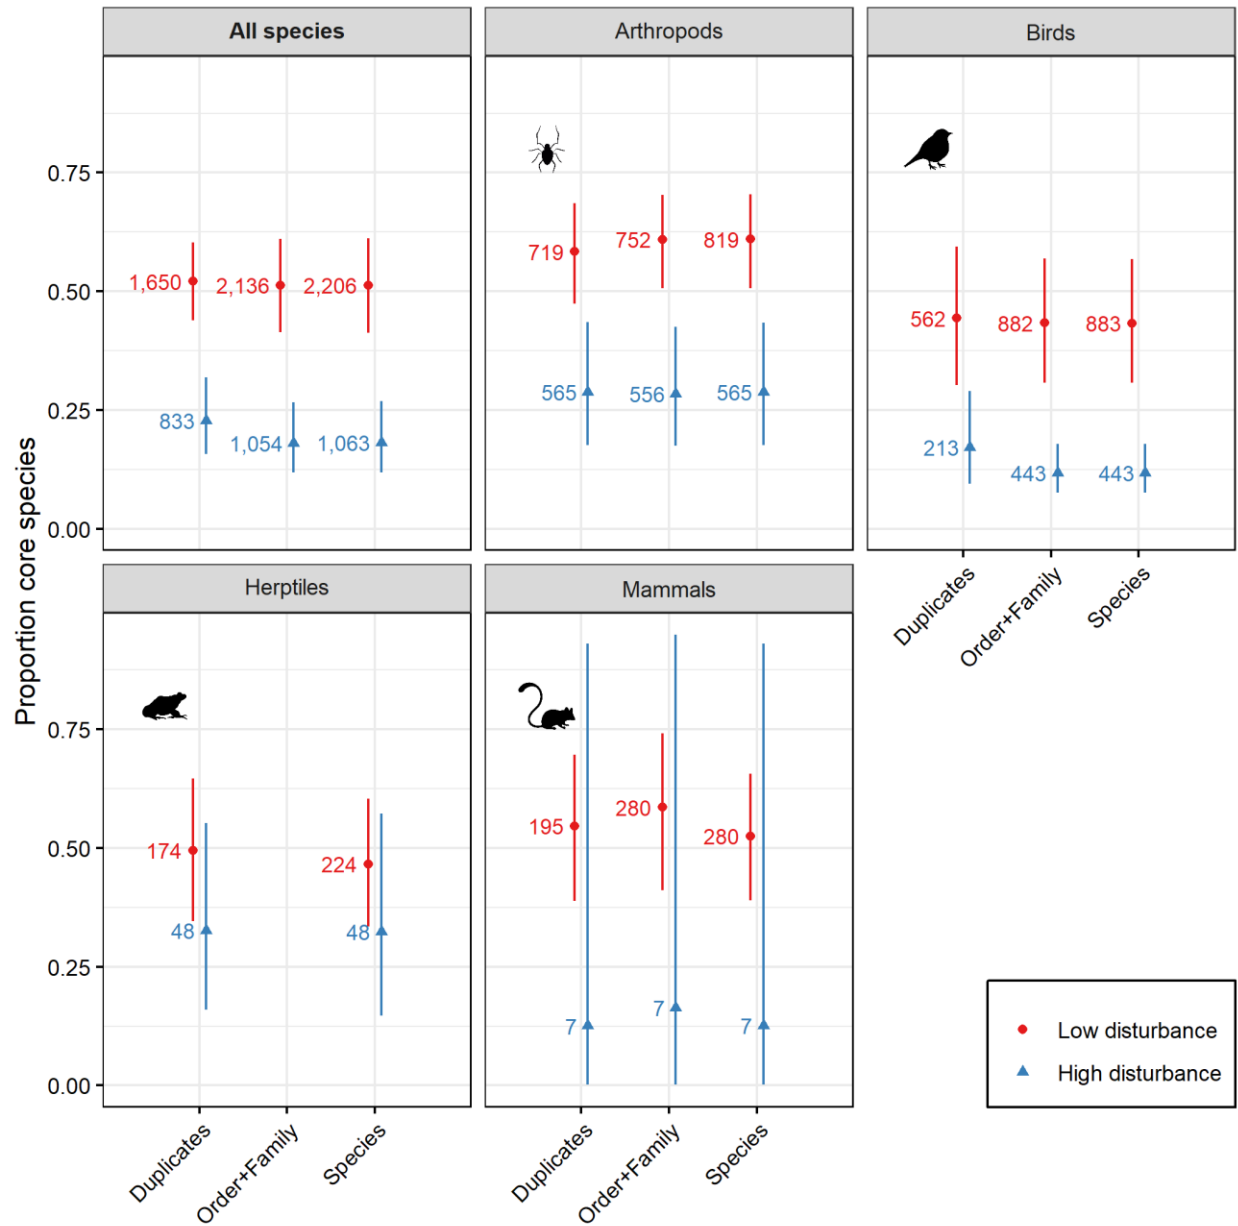 All species
Arthropods
Birds
Proportion core species
0.75
0.50
0.25
0.00
1,650
2,136
2,206
833
1,054
1,063
719
752
819
565
556
565
562
882
883
213
443
443
Duplicates
Order+Family
Species
Herptiles
Mammals
0.75
0.50
0.25
0.00
174
224
48
48
195
280
280
7
7
7
Duplicates
Order+Family
Species
Duplicates
Order+Family
Species
Low disturbance
High disturbance